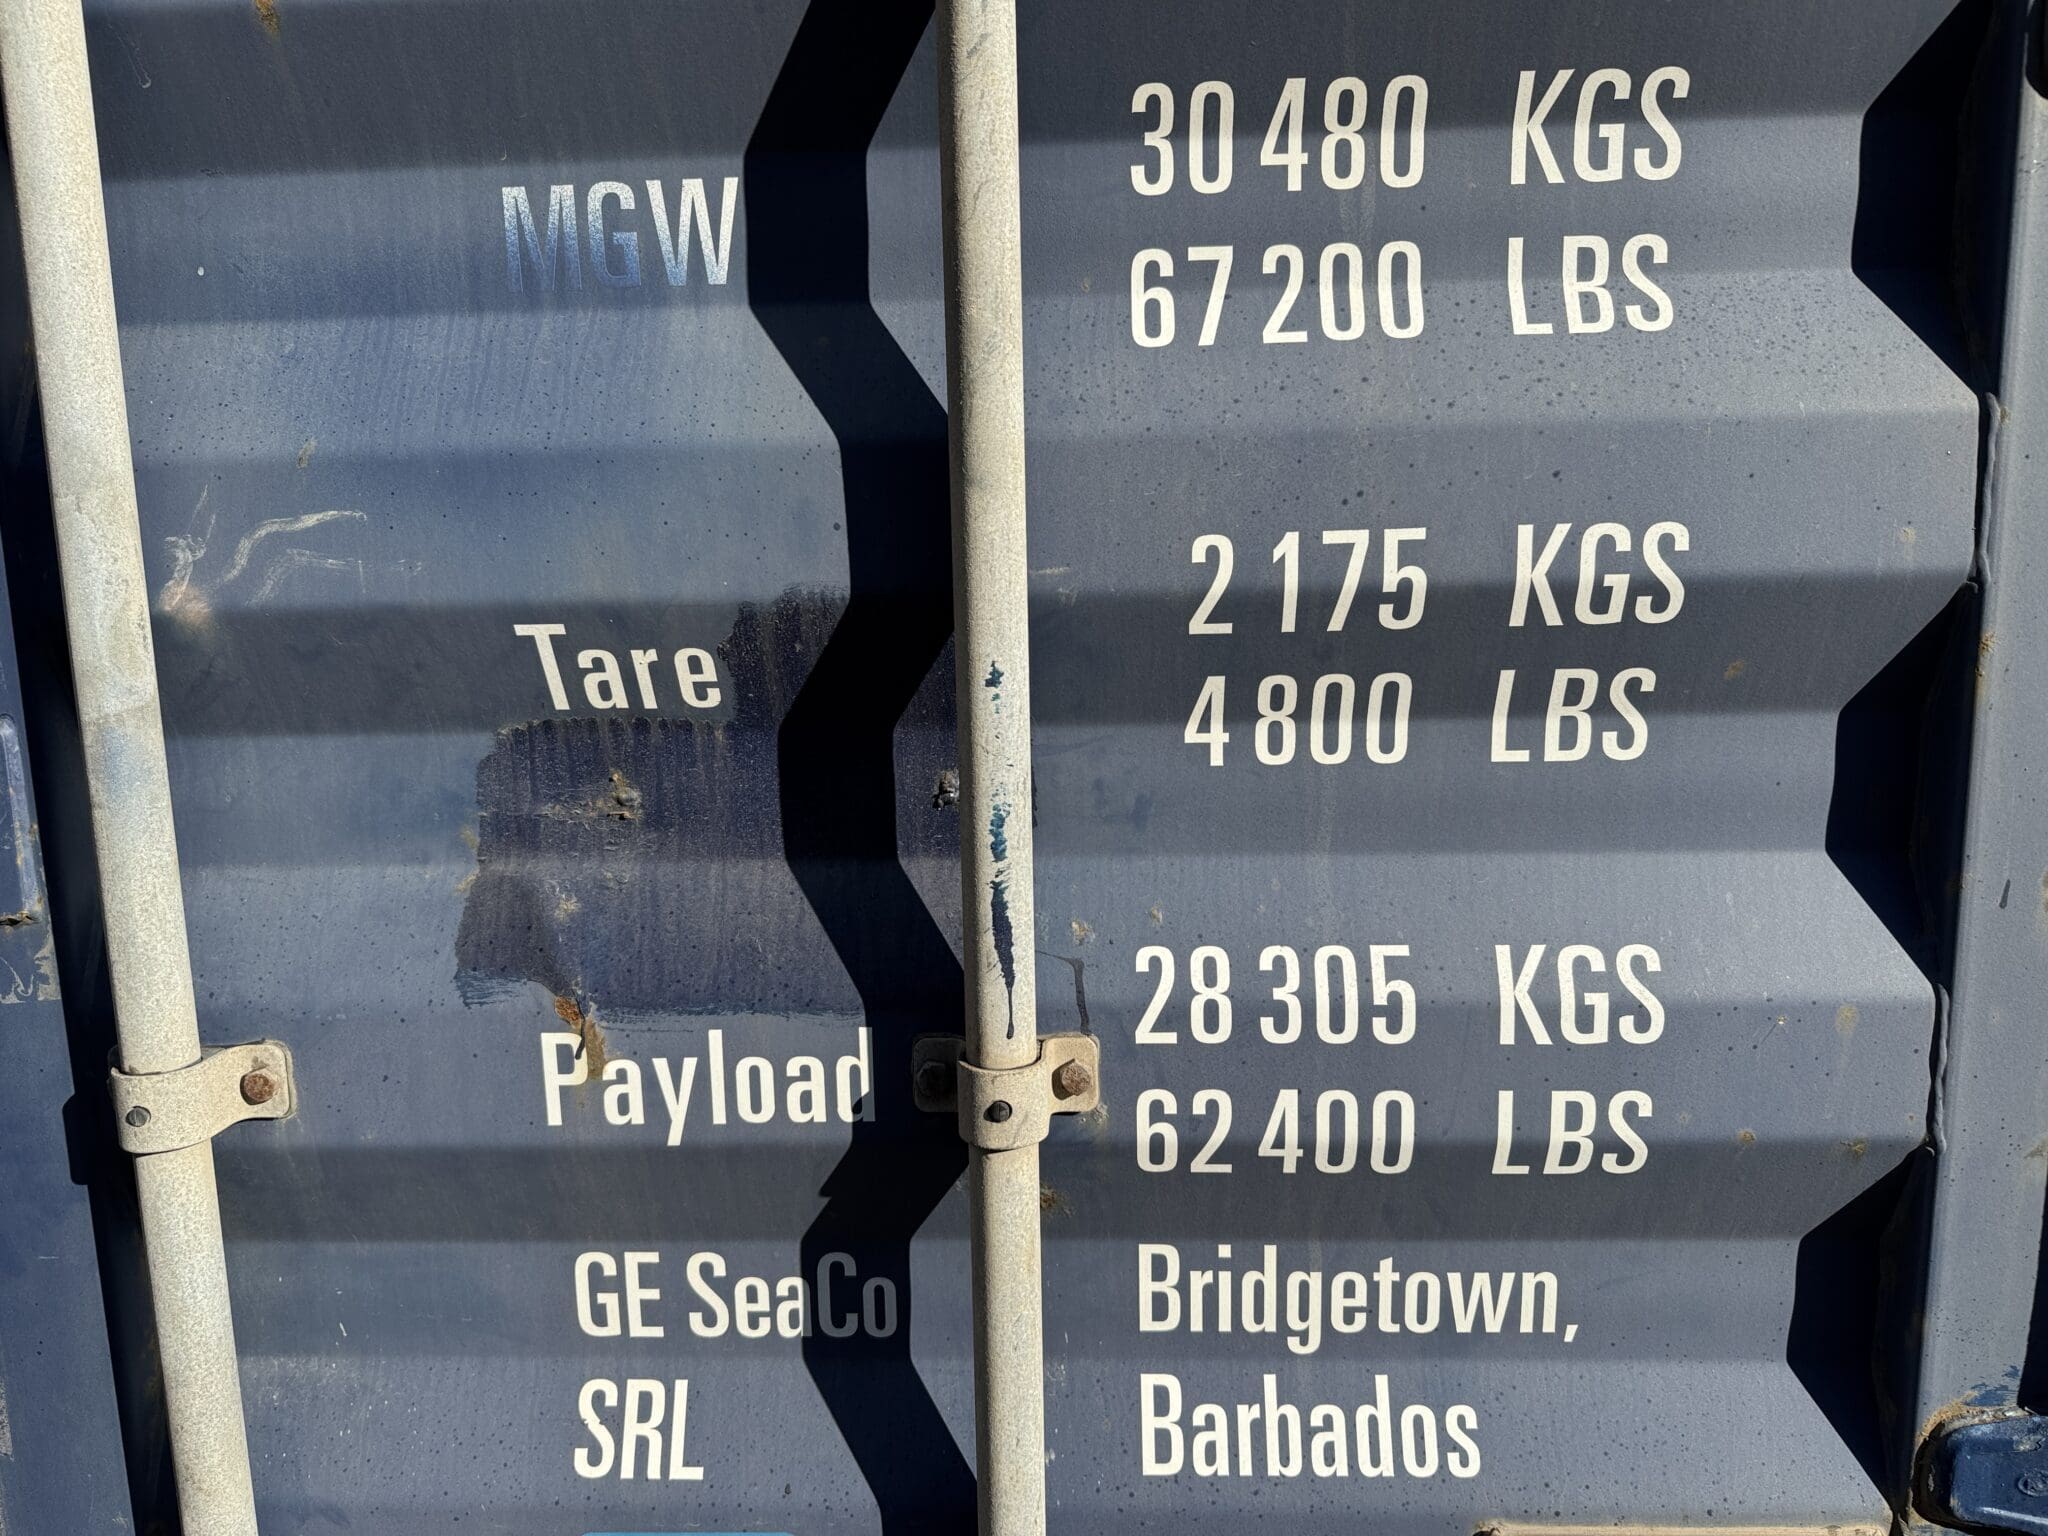 MGW 30 480 KGS
67 200 LBS
Tare 2 175 KGS
4 800 LBS
Payload 28 305 KGS
62 400 LBS
GE SeaCo Bridgetown,
SRL Barbados